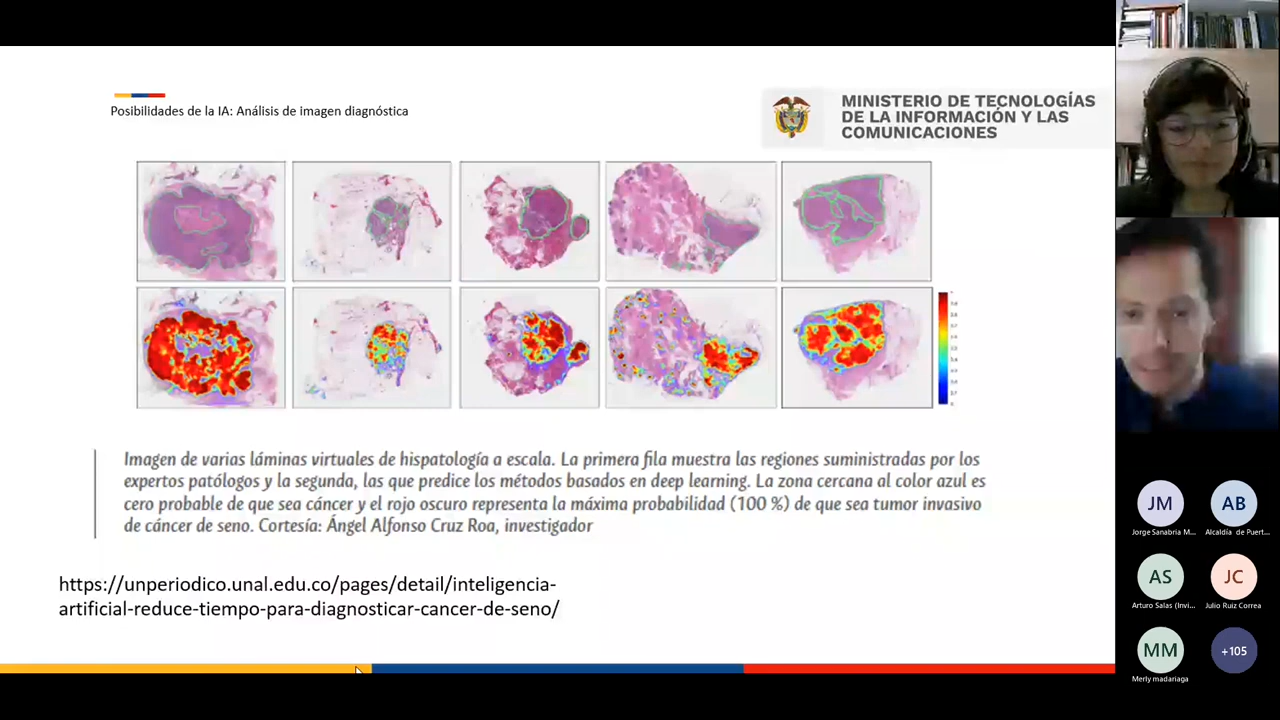 Posibilidades de la IA: Análisis de imagen diagnóstica
MINISTERIO DE TECNOLOGÍAS
DE LA INFORMACIÓN Y LAS
COMUNICACIONES
Imagen de varias láminas virtuales de hispatología a escala. La primera fila muestra las regiones suministradas por los
expertos patólogos y la segunda, las que predice los métodos basados en deep learning. La zona cercana al color azul es
cero probable de que sea cáncer y el rojo oscuro representa la máxima probabilidad (100 %) de que sea tumor invasivo
de cáncer de seno. Cortesía: Ángel Alfonso Cruz Roa, investigador
https://unperiodico.unal.edu.co/pages/detail/inteligencia-
artificial-reduce-tiempo-para-diagnosticar-cancer-de-seno/
JM
AB
Jorge Sanabria M...
Alcaldía de Puert...
AS
JC
Arturo Salas (Invi...
Julio Ruiz Correa
MM
+105
Merly madariaga